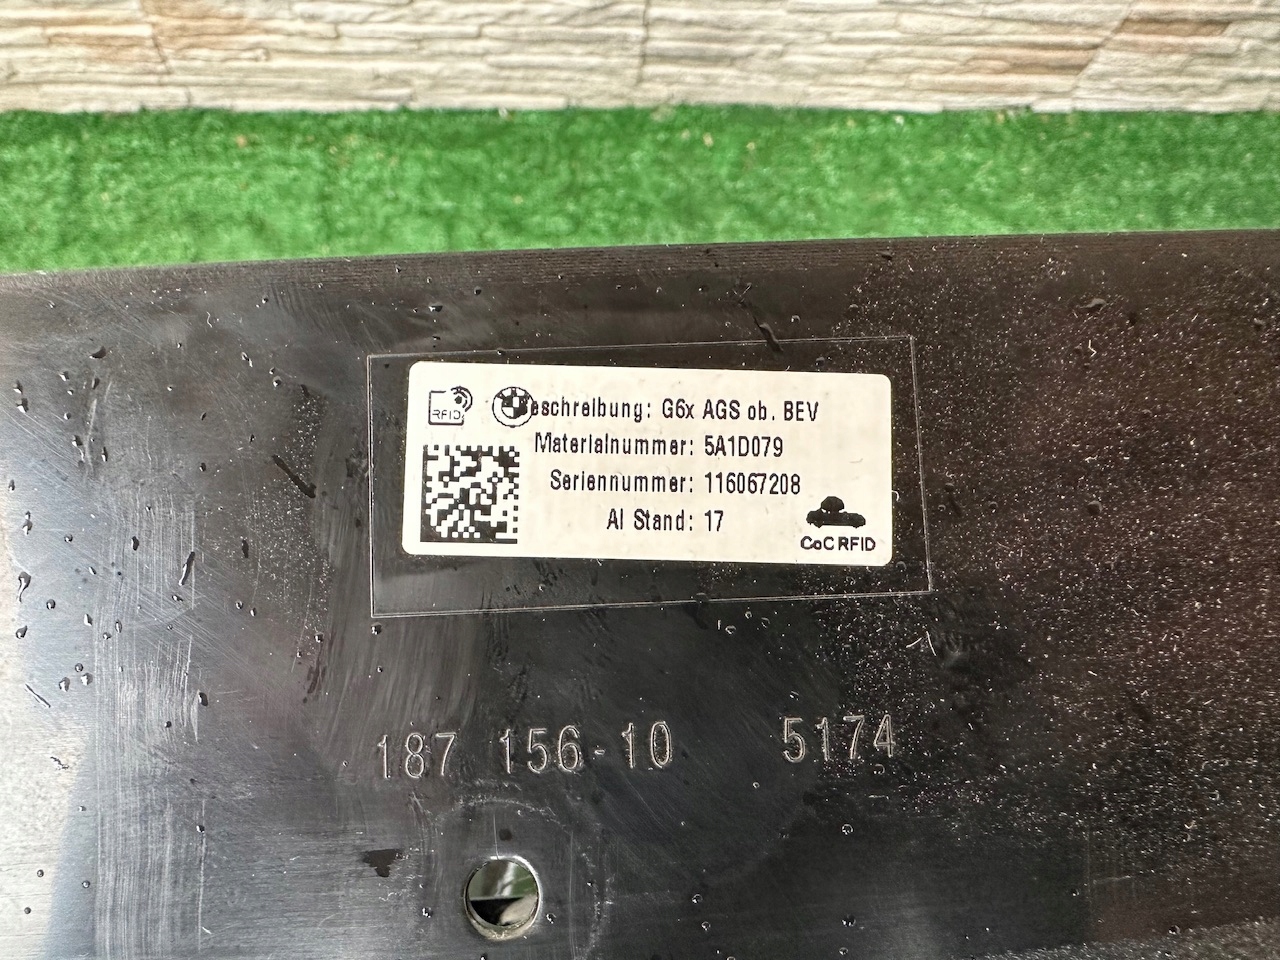 RFID
Beschreibung: G6x AGS ob. BEV
Materialnummer: 5A1D079
Seriennummer: 116067208
AI Stand: 17
CoC RFID
187 156-10 5174